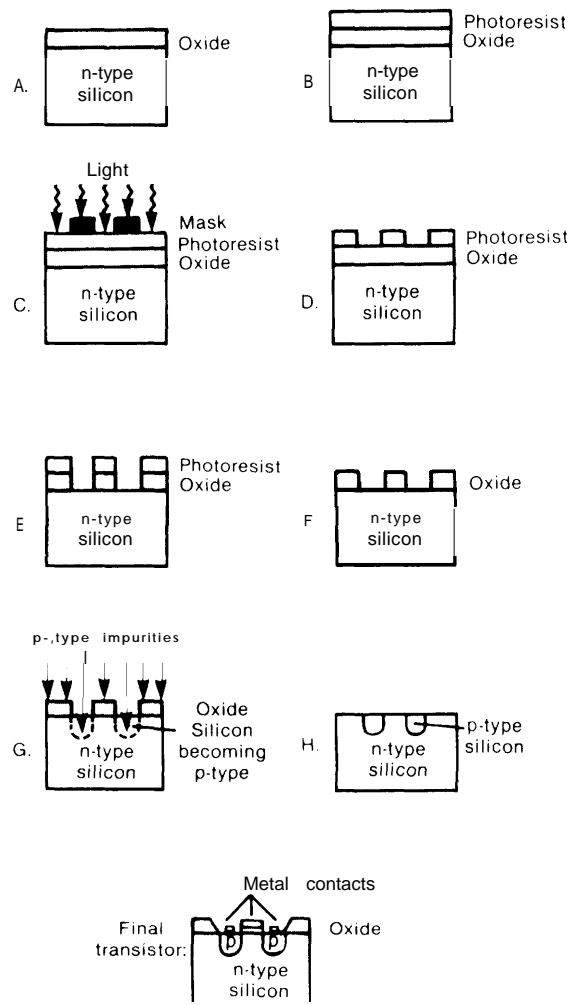 A.
Oxide
n-type
silicon
B
Photoresist
Oxide
n-type
silicon
Light
Mask
Photoresist
Oxide
C.
n-type
silicon
D.
Photoresist
Oxide
n-type
silicon
E
Photoresist
Oxide
n-type
silicon
F
Oxide
n-type
silicon
p-,type impurities
G.
Oxide
Silicon
becoming
p-type
n-type
silicon
H.
p-type
silicon
n-type
silicon
Metal contacts
Final
transistor:
Oxide
p p
n-type
silicon